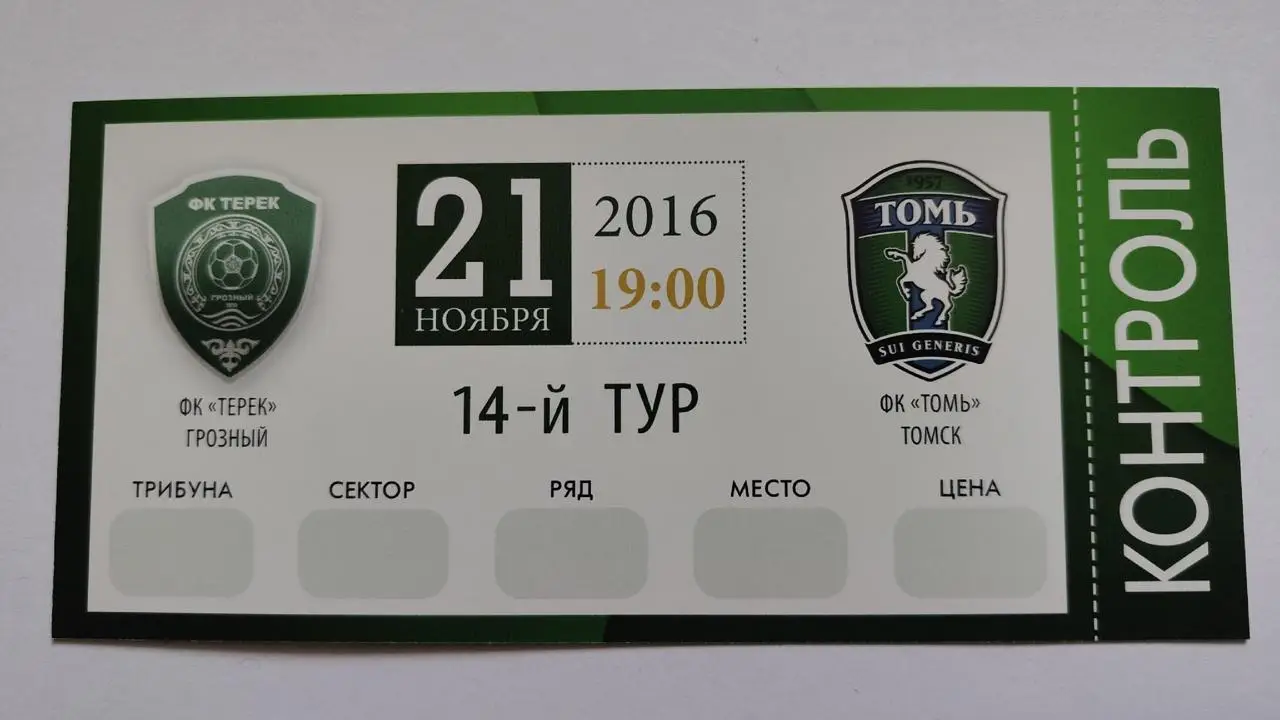 ФК ТЕРЕК
ГРОЗНЫЙ
21
НОЯБРЯ
2016
19:00
1957
ТОМЬ
SUI GENERIS
ФК «ТЕРЕК»
ГРОЗНЫЙ
14-й ТУР
ФК «ТОМЬ»
ТОМСК
ТРИБУНА
СЕКТОР
РЯД
МЕСТО
ЦЕНА
КОНТРОЛЬ